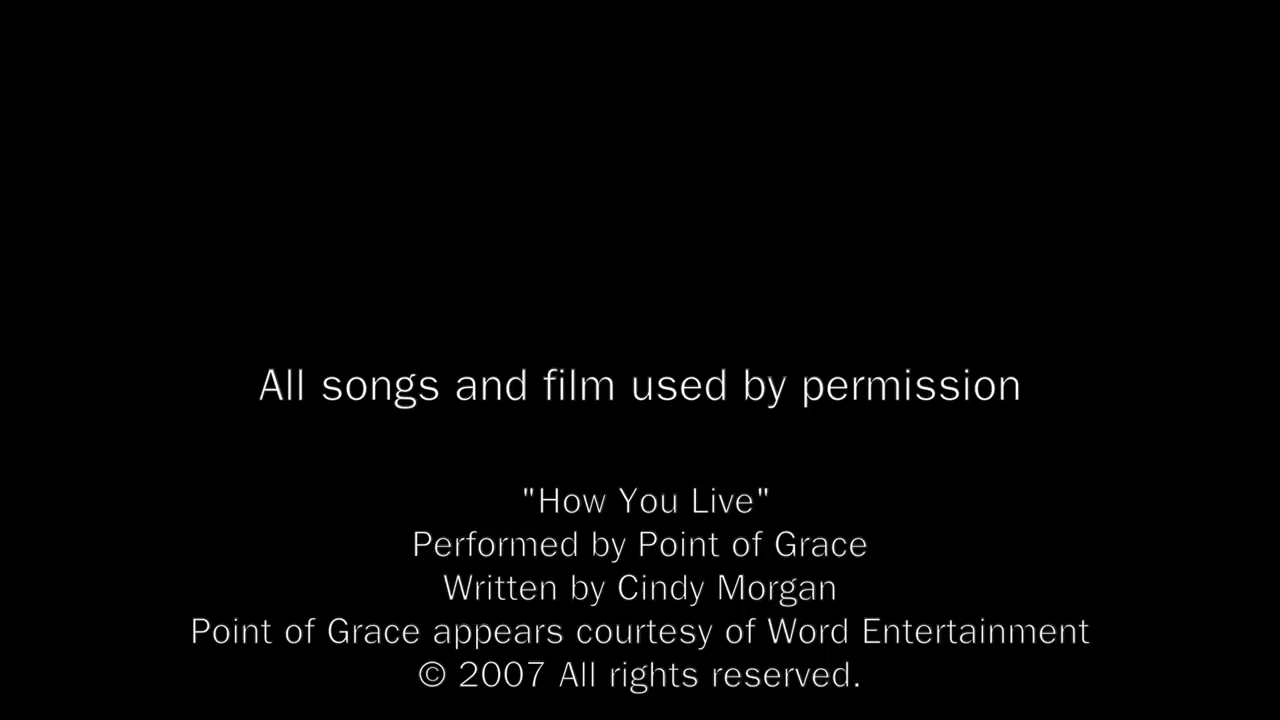 All songs and film used by permission
"How You Live"
Performed by Point of Grace
Written by Cindy Morgan
Point of Grace appears courtesy of Word Entertainment
© 2007 All rights reserved.